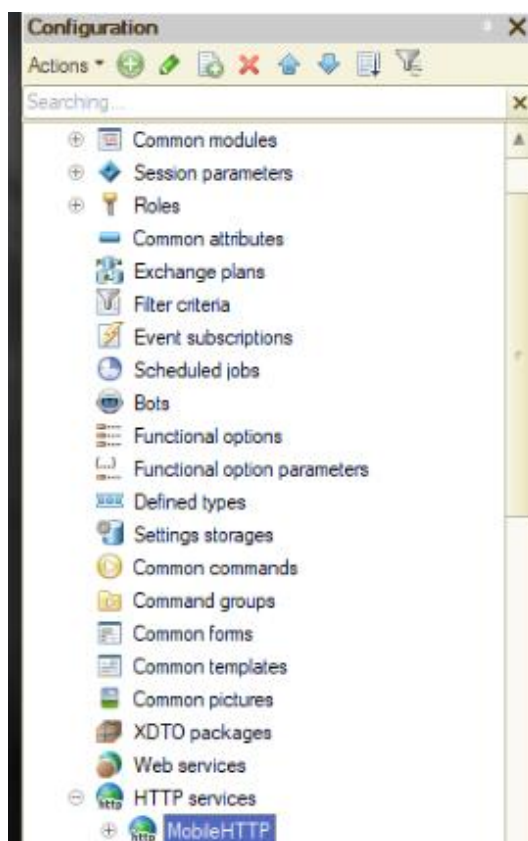 Configuration
Actions
Searching...
Common modules
Session parameters
Roles
Common attributes
Exchange plans
Filter criteria
Event subscriptions
Scheduled jobs
Bots
Functional options
Functional option parameters
Defined types
Settings storages
Common commands
Command groups
Common forms
Common templates
Common pictures
XDTO packages
Web services
HTTP services
MobileHTTP